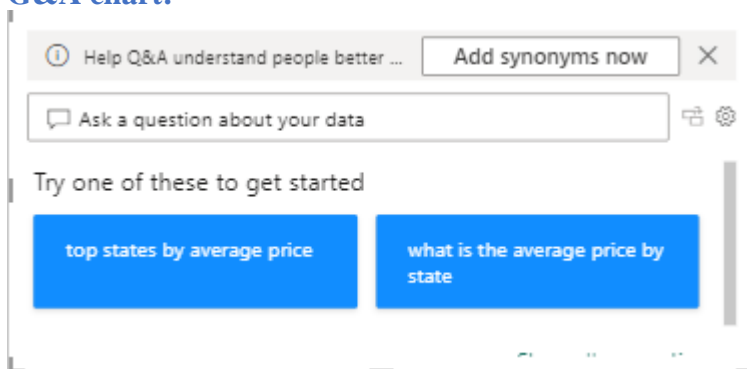 G&A chart:
Help Q&A understand people better ...
Add synonyms now
Ask a question about your data
Try one of these to get started
top states by average price
what is the average price by
state